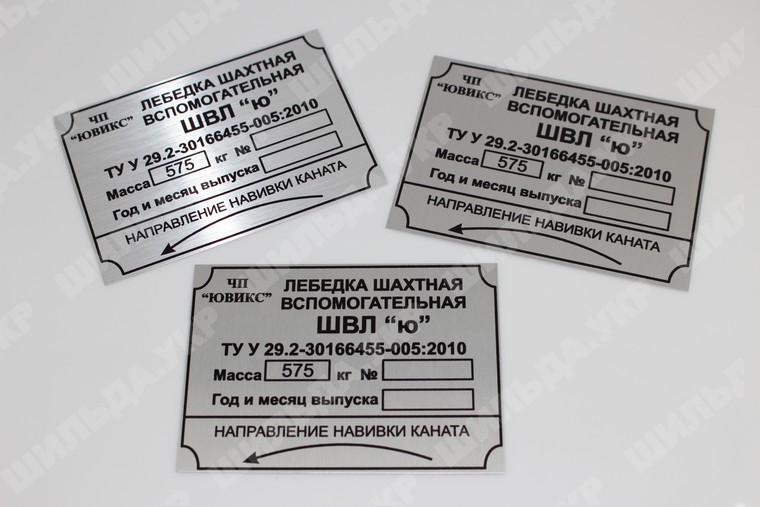 ЧП
"ЮВИКС"
ЛЕБЕДКА ШАХТНАЯ
ВСПОМОГАТЕЛЬНАЯ
ШВЛ "ю"
ТУ У 29.2-30166455-005:2010
Масса 575 кг №
Год и месяц выпуска
НАПРАВЛЕНИЕ НАВИВКИ КАНАТА
ЧП
"ЮВИКС"
ЛЕБЕДКА ШАХТНАЯ
ВСПОМОГАТЕЛЬНАЯ
ШВЛ "ю"
ТУ У 29.2-30166455-005:2010
Масса 575 кг №
Год и месяц выпуска
НАПРАВЛЕНИЕ НАВИВКИ КАНАТА
ЧП
“ЮВИКС”
ЛЕБЕДКА ШАХТНАЯ
ВСПОМОГАТЕЛЬНАЯ
ШВЛ “ю”
ТУ У 29.2-30166455-005:2010
Масса 575 кг №
Год и месяц выпуска
НАПРАВЛЕНИЕ НАВИВКИ КАНАТА
ШИЛЬДА.УКР